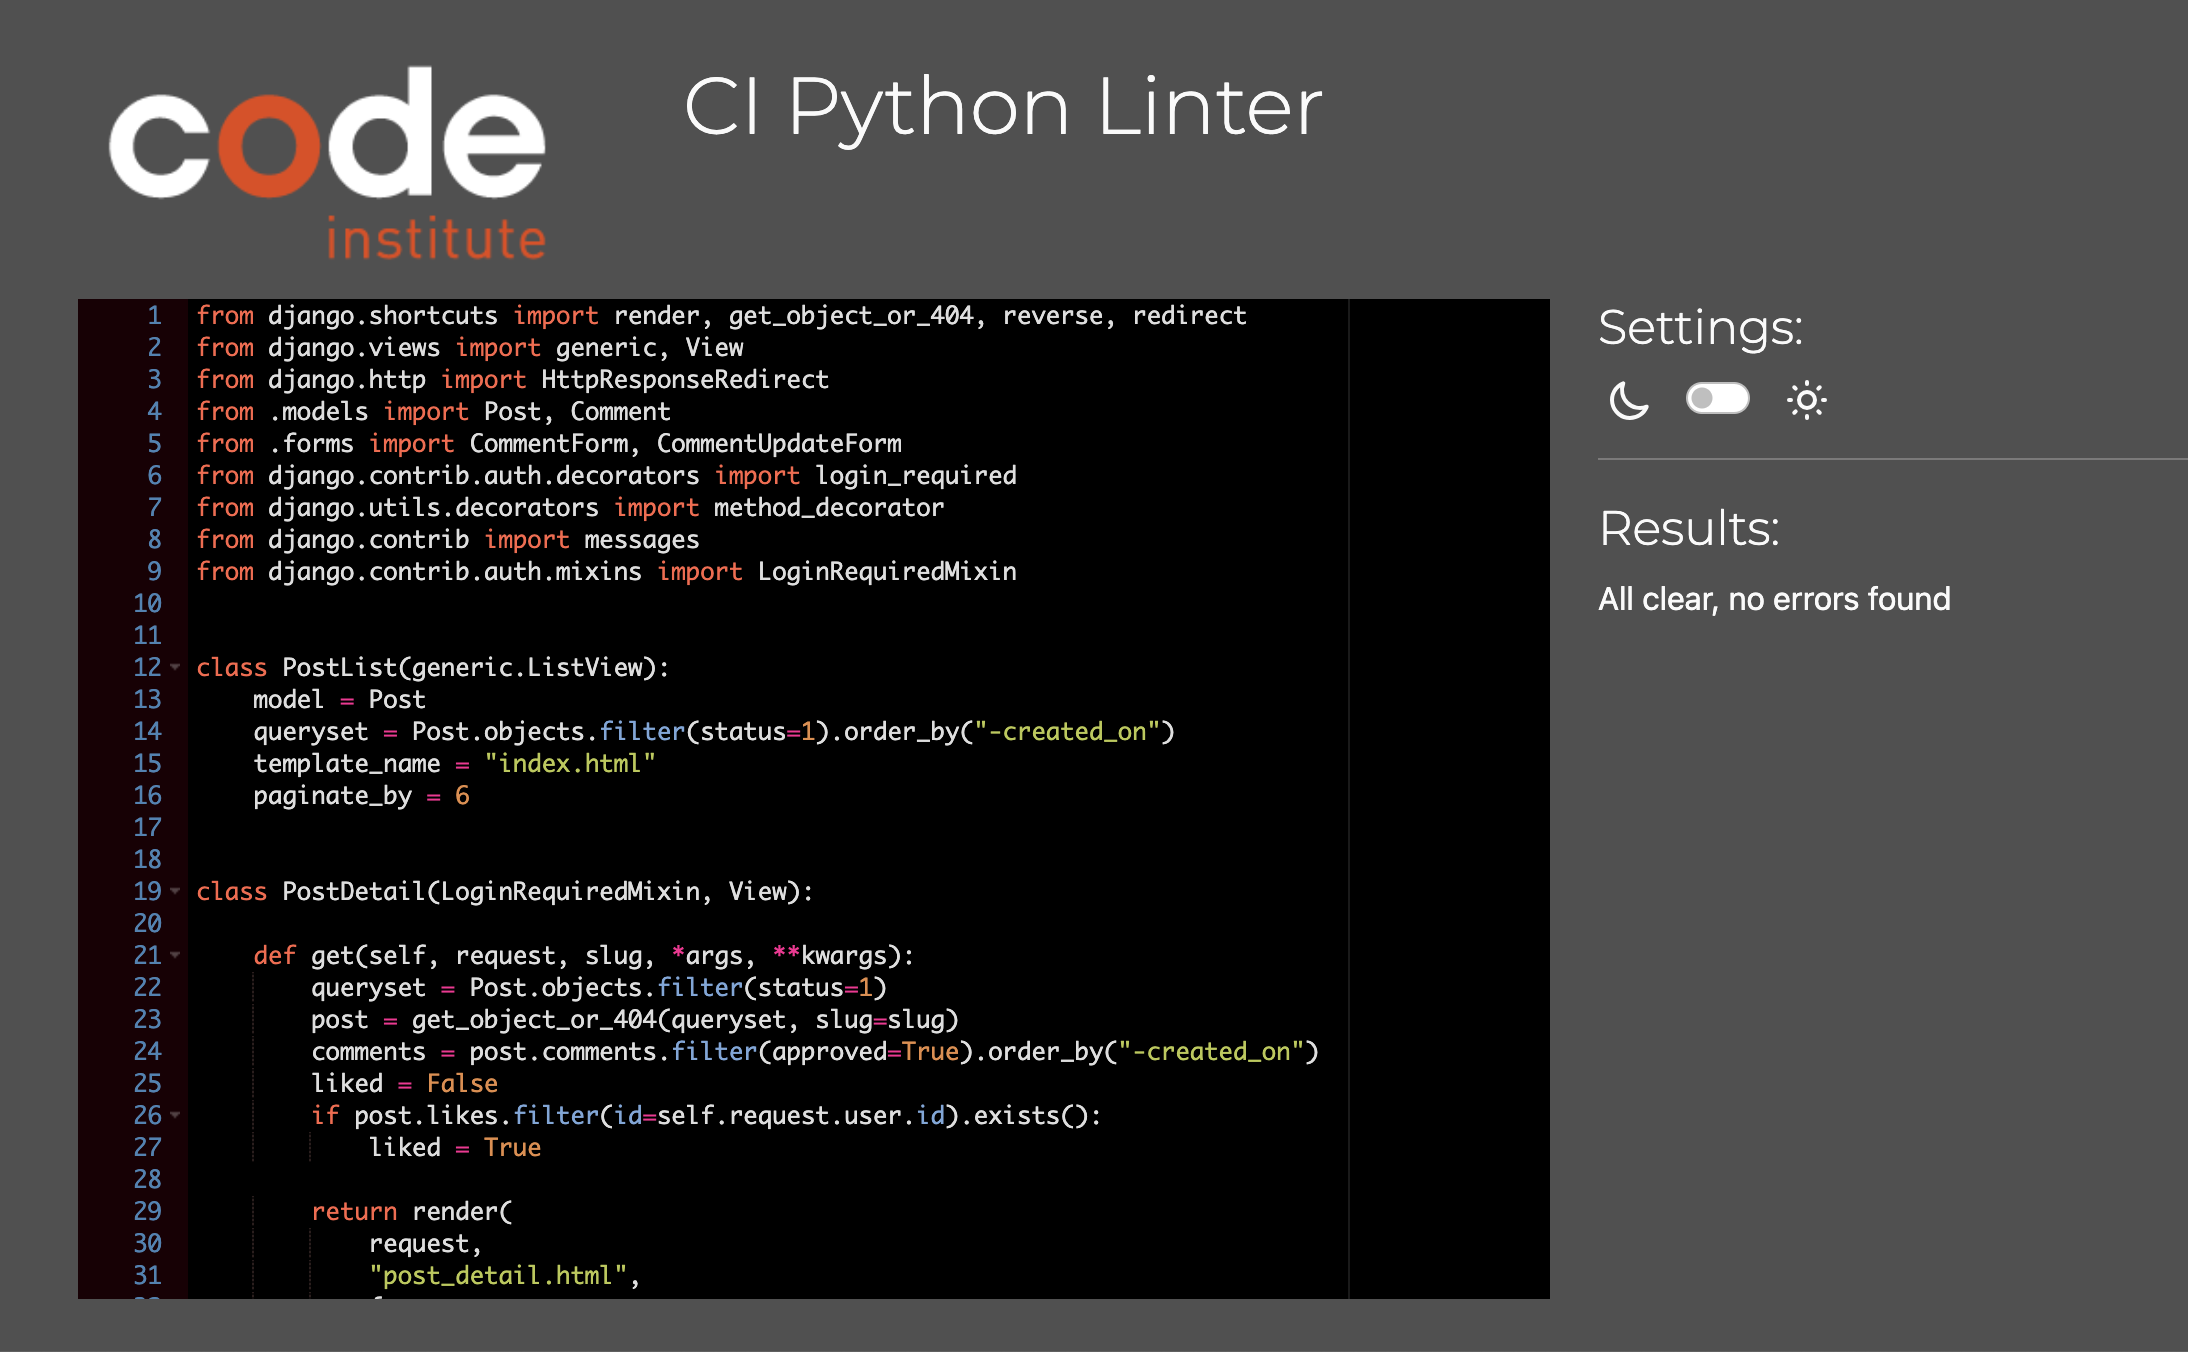 code
institute
CI Python Linter
1 from django.shortcuts import render, get_object_or_404, reverse, redirect
2 from django.views import generic, View
3 from django.http import HttpResponseRedirect
4 from .models import Post, Comment
5 from .forms import CommentForm, CommentUpdateForm
6 from django.contrib.auth.decorators import login_required
7 from django.utils.decorators import method_decorator
8 from django.contrib import messages
9 from django.contrib.auth.mixins import LoginRequiredMixin
10
11
12 class PostList(generic.ListView):
13     model = Post
14     queryset = Post.objects.filter(status=1).order_by("-created_on")
15     template_name = "index.html"
16     paginate_by = 6
17
18
19 class PostDetail(LoginRequiredMixin, View):
20
21     def get(self, request, slug, *args, **kwargs):
22         queryset = Post.objects.filter(status=1)
23         post = get_object_or_404(queryset, slug=slug)
24         comments = post.comments.filter(approved=True).order_by("-created_on")
25         liked = False
26         if post.likes.filter(id=self.request.user.id).exists():
27             liked = True
28
29         return render(
30             request,
31             "post_detail.html",
Settings:
Results:
All clear, no errors found